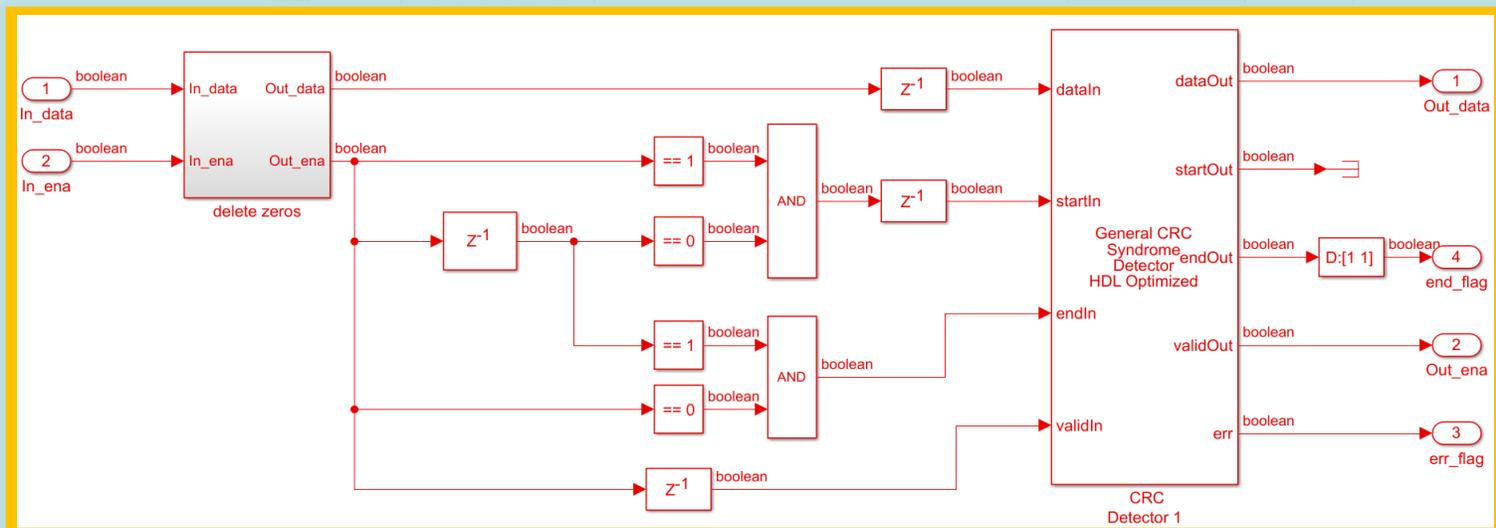 1
boolean
In_data
2
boolean
In_ena
In_data
Out_data
In_ena
Out_ena
delete zeros
boolean
boolean
Z-1
boolean
== 1
boolean
== 0
boolean
AND
boolean
== 1
boolean
== 0
boolean
AND
boolean
Z-1
boolean
Z-1
boolean
Z-1
boolean
dataIn
startIn
endIn
validIn
General CRC
Syndrome
Detector
HDL Optimized
dataOut
startOut
endOut
validOut
err
CRC
Detector 1
boolean
1
Out_data
boolean
boolean
D:[1 1]
boolean
4
end_flag
boolean
2
Out_ena
boolean
3
err_flag